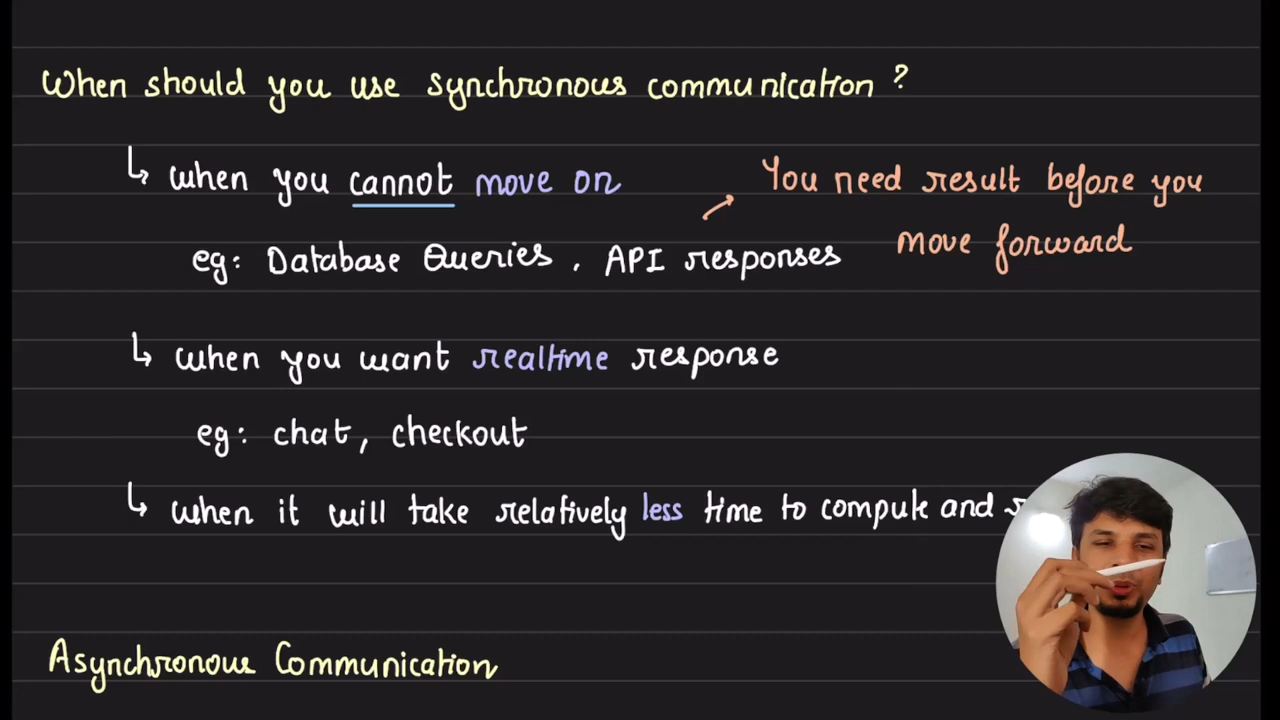 When should you use synchronous communication ?
↳ when you cannot move on
You need result before you
move forward
eg: Database Queries, API responses
↳ when you want realtime response
eg: chat, checkout
↳ when it will take relatively less time to compute and
Asynchronous Communication